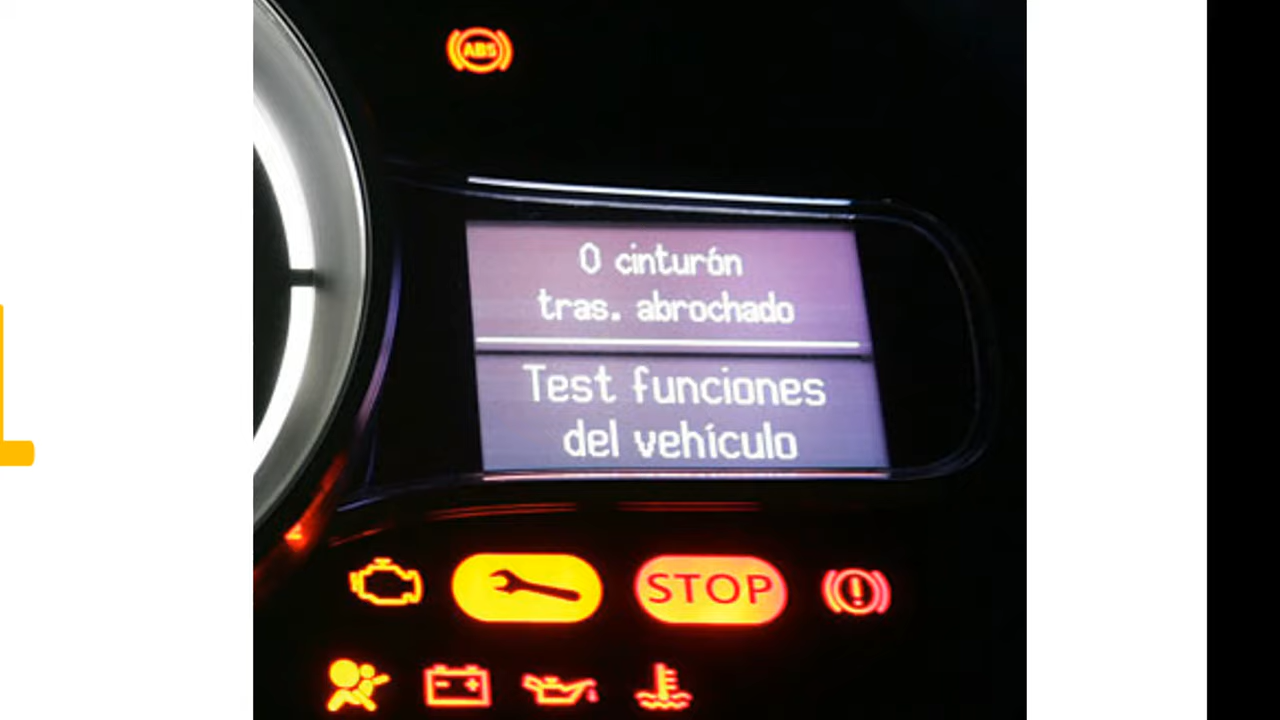 ABS
0 cinturón
tras. abrochado
Test funciones
del vehículo
STOP